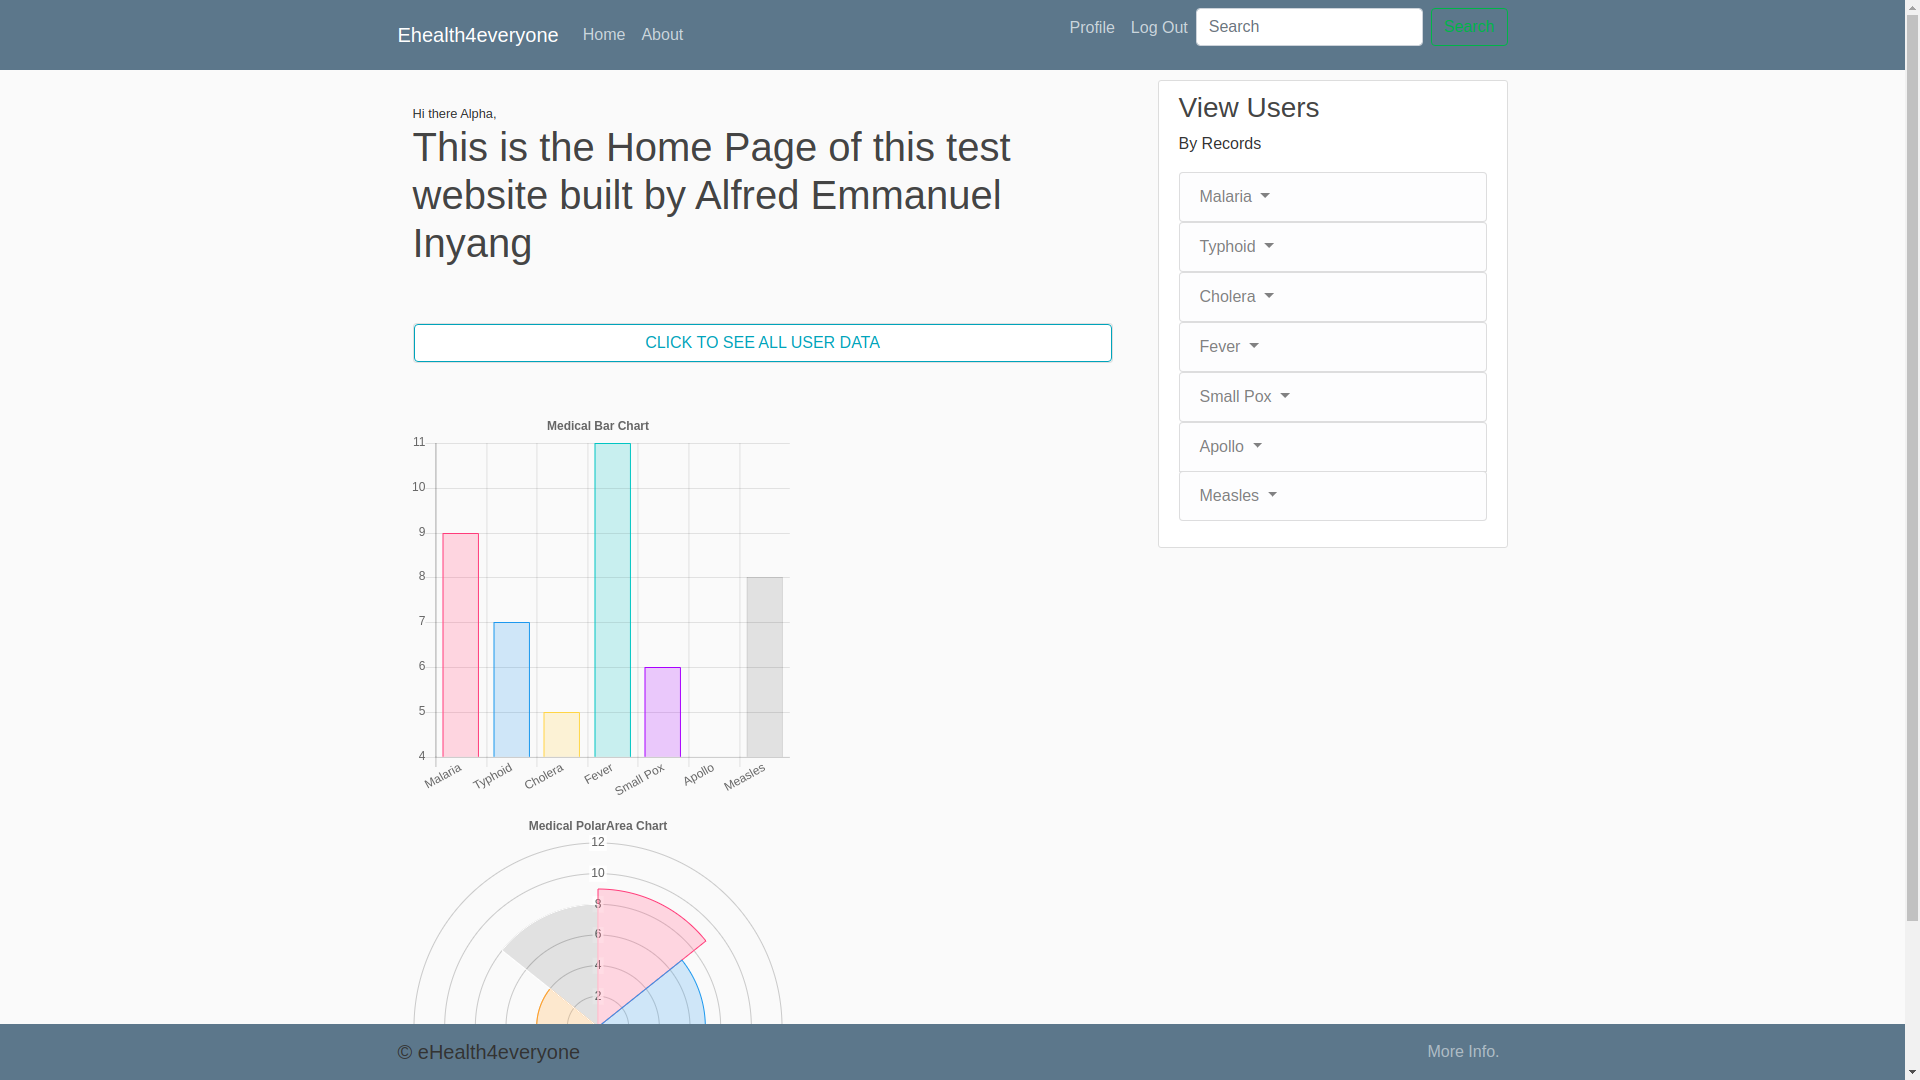 Ehealth4everyone
Home
About
Profile
Log Out
Search
Search
Hi there Alpha,
This is the Home Page of this test
website built by Alfred Emmanuel
Inyang
CLICK TO SEE ALL USER DATA
Medical Bar Chart
11
10
9
8
7
6
5
4
Malaria
Typhoid
Cholera
Fever
Small Pox
Apollo
Measles
Medical PolarArea Chart
12
10
8
6
4
2
View Users
By Records
Malaria
Typhoid
Cholera
Fever
Small Pox
Apollo
Measles
© eHealth4everyone
More Info.